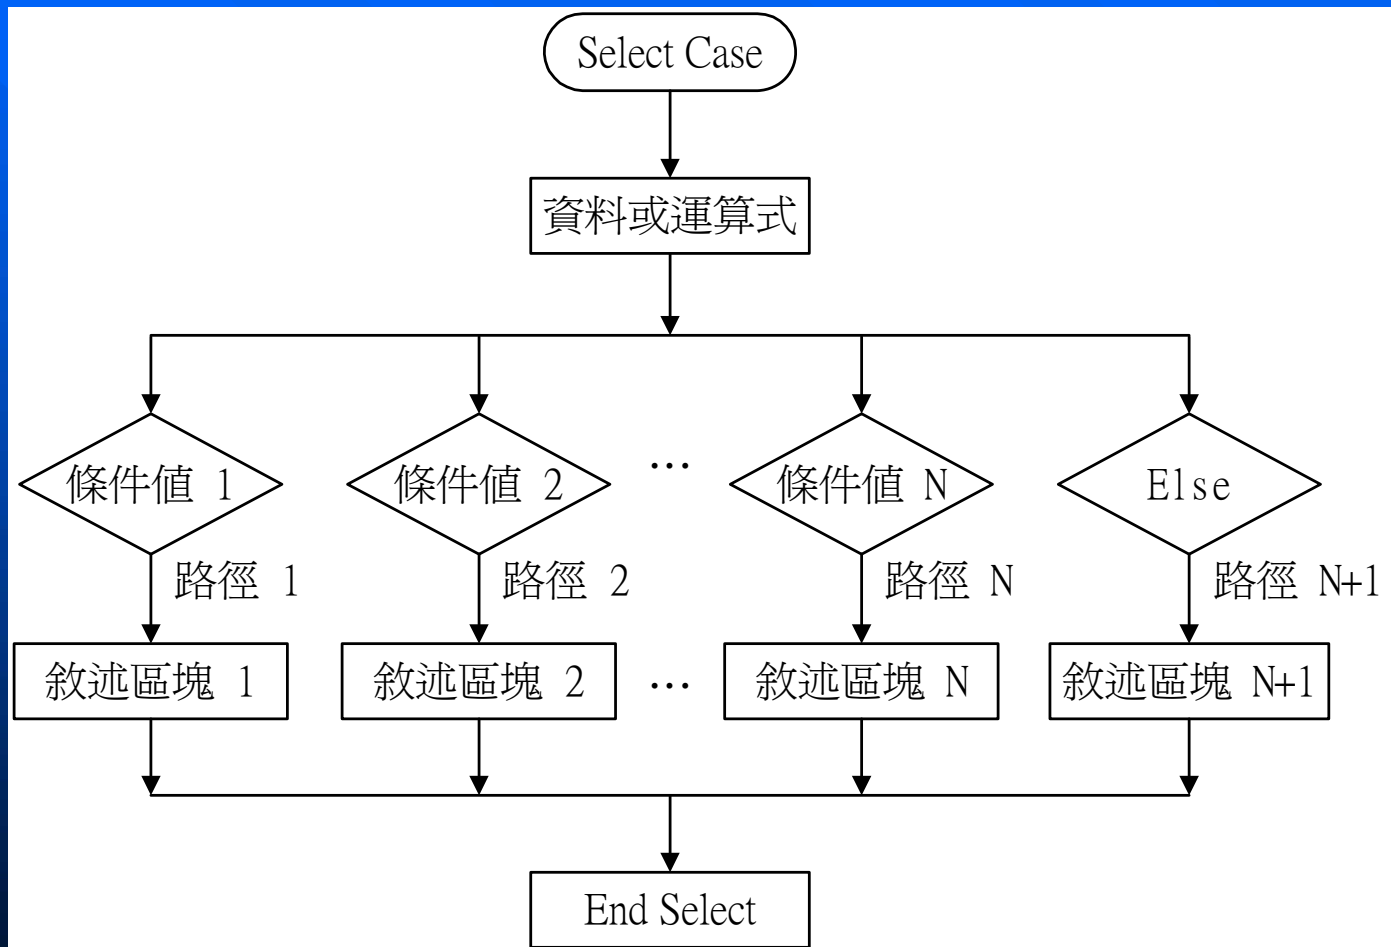 Select Case
資料或運算式
條件值 1
條件值 2
…
條件值 N
Else
路徑 1
路徑 2
路徑 N
路徑 N+1
敘述區塊 1
敘述區塊 2
…
敘述區塊 N
敘述區塊 N+1
End Select